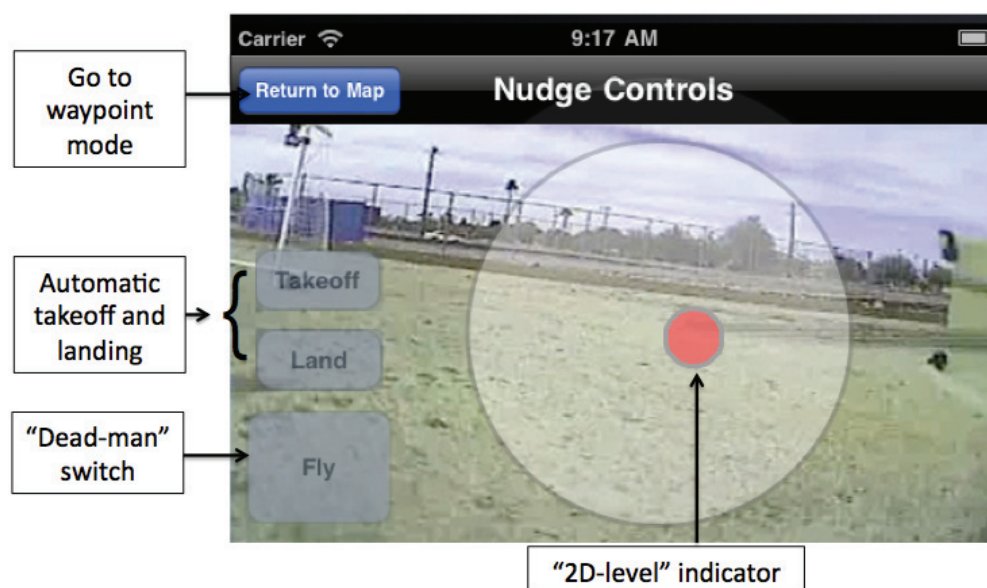 Carrier 9:17 AM
Go to
waypoint
mode
Return to Map
Nudge Controls
Automatic
takeoff and
landing
Takeoff
Land
“Dead-man”
switch
Fly
“2D-level” indicator